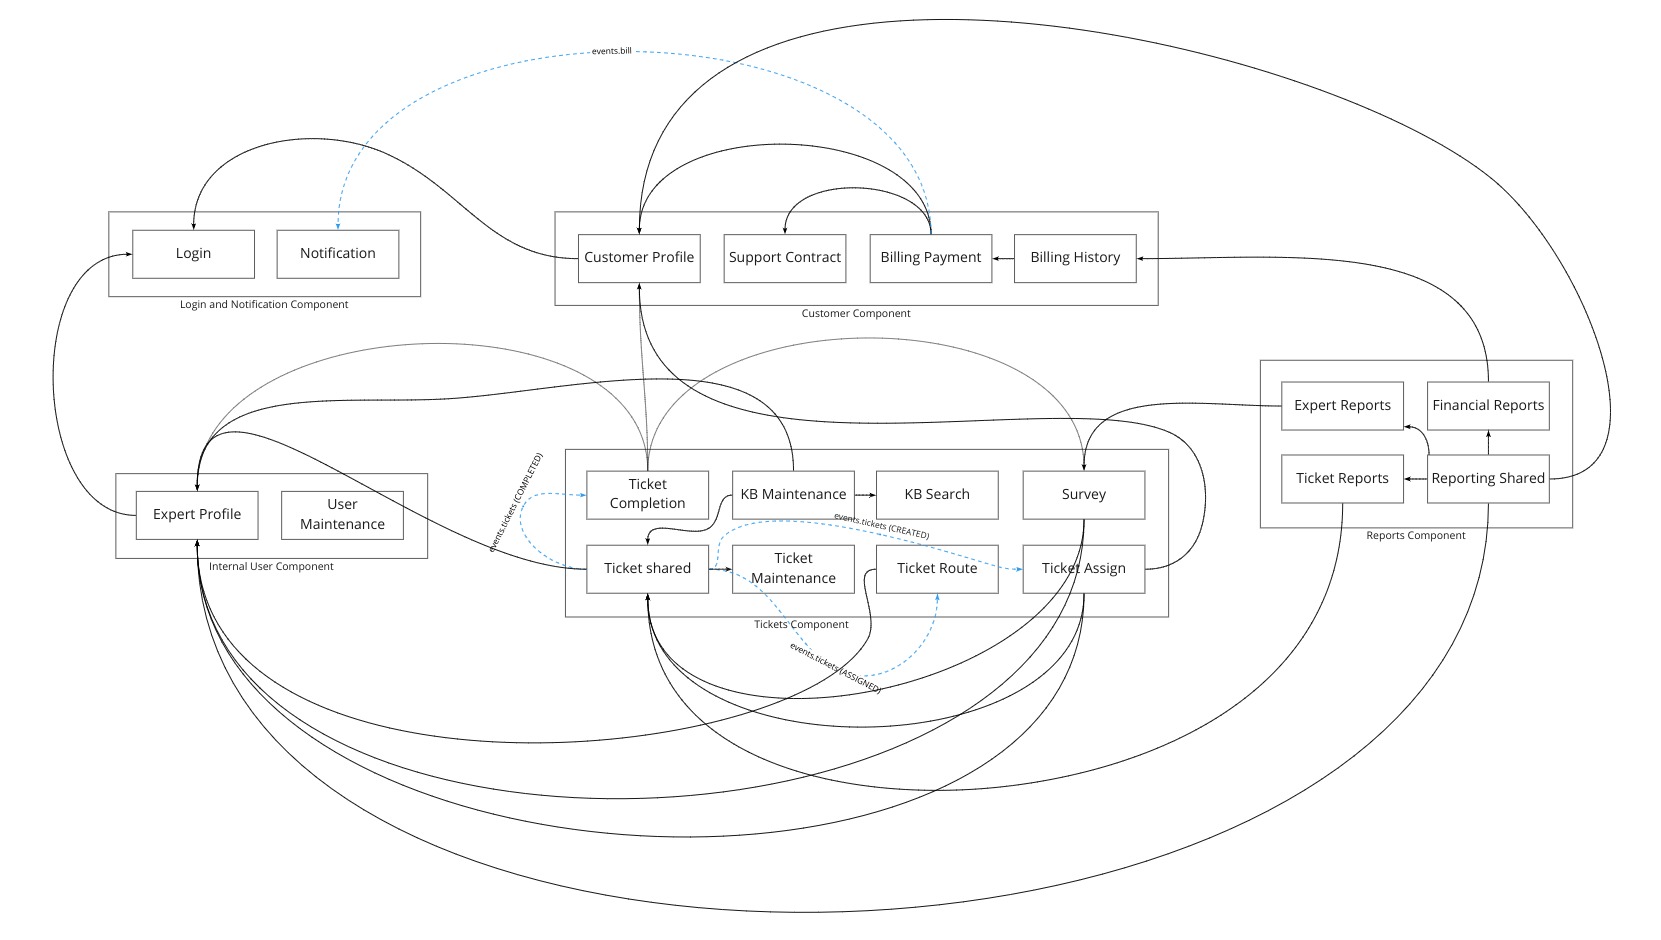 events.bill
Login
Notification
Login and Notification Component
Customer Profile
Support Contract
Billing Payment
Billing History
Customer Component
Expert Reports
Financial Reports
Ticket Reports
Reporting Shared
Reports Component
Expert Profile
User
Maintenance
Internal User Component
events.tickets (COMPLETED)
Ticket
Completion
KB Maintenance
KB Search
Survey
events.tickets (CREATED)
Ticket shared
Ticket
Maintenance
Ticket Route
Ticket Assign
Tickets Component
events.tickets (ASSIGNED)